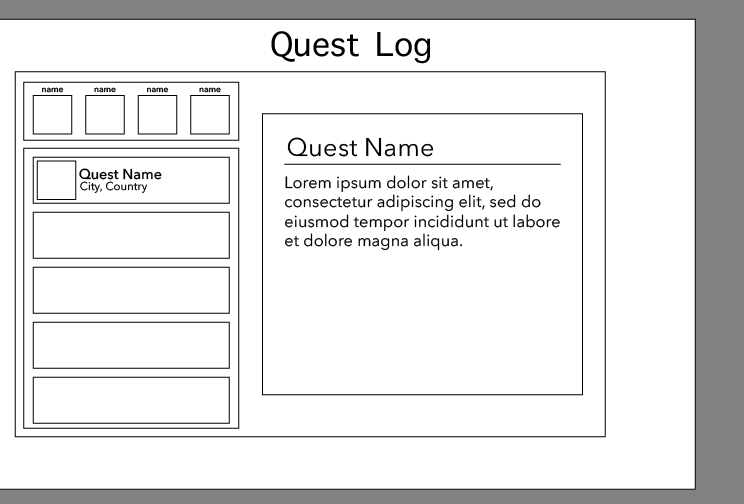 Quest Log
name name name name
Quest Name
City, Country
Quest Name
Lorem ipsum dolor sit amet,
consectetur adipiscing elit, sed do
eiusmod tempor incididunt ut labore
et dolore magna aliqua.